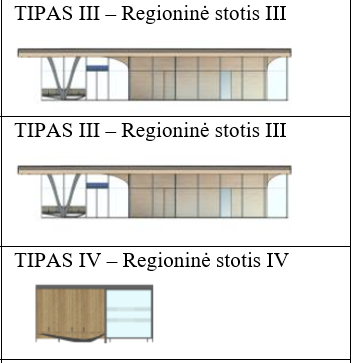 TIPAS III – Regioninė stotis III
TIPAS III – Regioninė stotis III
TIPAS IV – Regioninė stotis IV